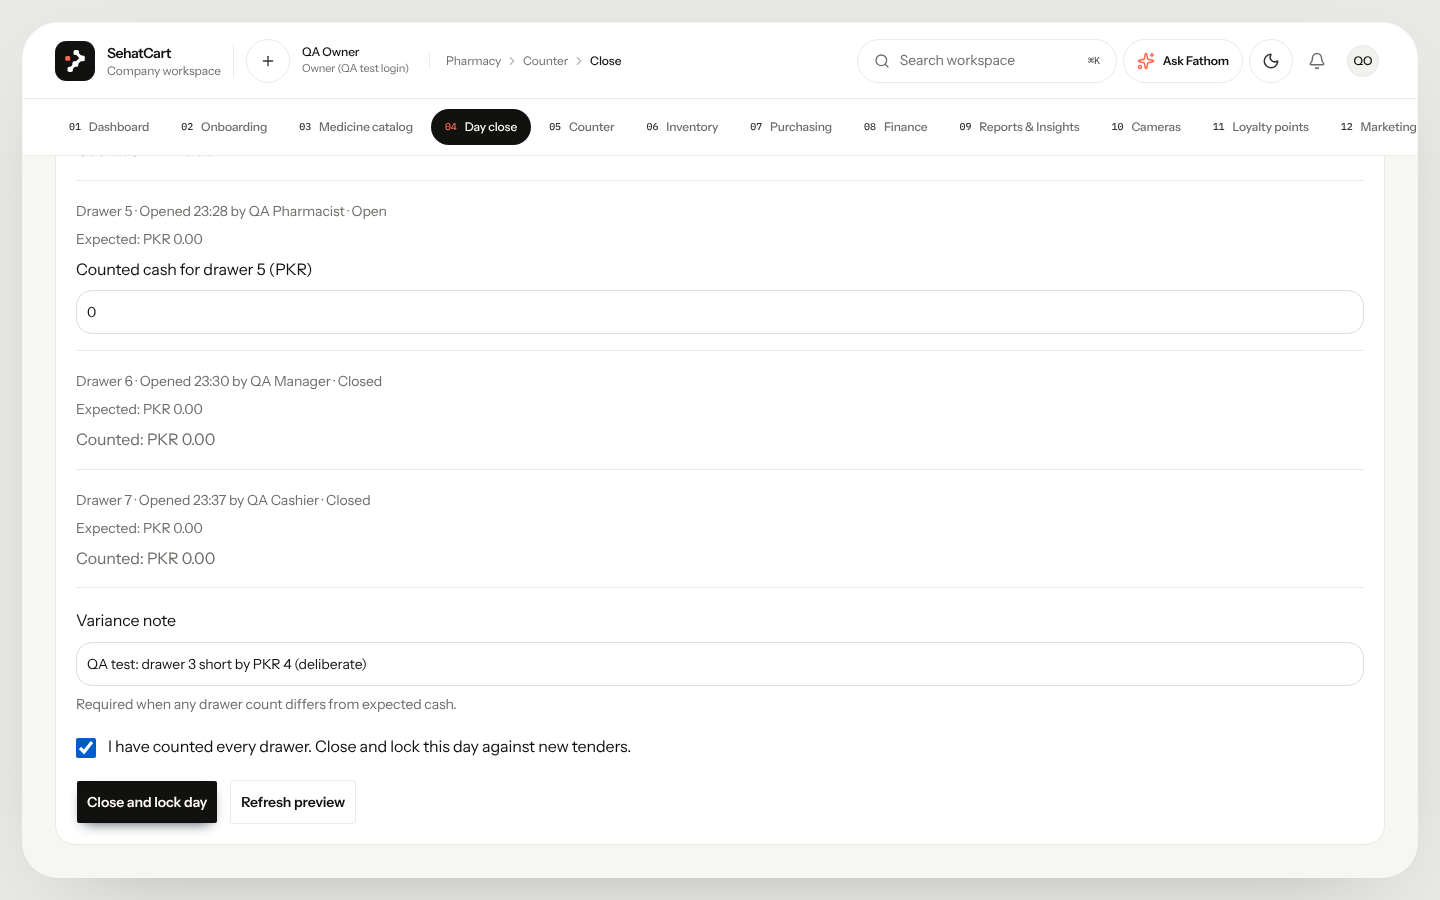 SehatCart
Company workspace
QA Owner
Owner (QA test login)
Pharmacy > Counter > Close
Search workspace ⌘K
Ask Fathom
QO
01 Dashboard
02 Onboarding
03 Medicine catalog
04 Day close
05 Counter
06 Inventory
07 Purchasing
08 Finance
09 Reports & Insights
10 Cameras
11 Loyalty points
12 Marketing
Drawer 5 · Opened 23:28 by QA Pharmacist · Open
Expected: PKR 0.00
Counted cash for drawer 5 (PKR)
0
Drawer 6 · Opened 23:30 by QA Manager · Closed
Expected: PKR 0.00
Counted: PKR 0.00
Drawer 7 · Opened 23:37 by QA Cashier · Closed
Expected: PKR 0.00
Counted: PKR 0.00
Variance note
QA test: drawer 3 short by PKR 4 (deliberate)
Required when any drawer count differs from expected cash.
I have counted every drawer. Close and lock this day against new tenders.
Close and lock day
Refresh preview